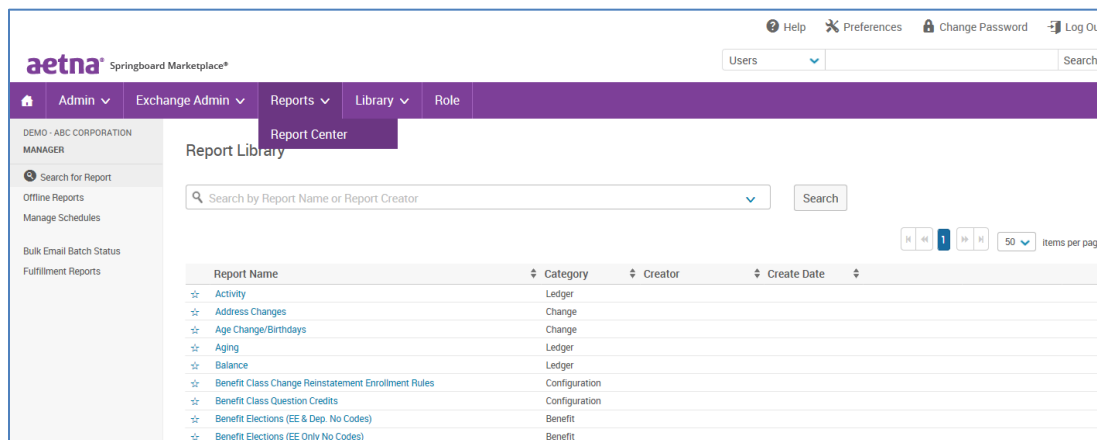 Help Preferences Change Password Log Ou
aetna® Springboard Marketplace®
Users Search
Admin Exchange Admin Reports Library Role
Report Center
DEMO - ABC CORPORATION
MANAGER
Search for Report
Offline Reports
Manage Schedules
Bulk Email Batch Status
Fulfillment Reports
Report Library
Search by Report Name or Report Creator Search
1 50 items per pag
Report Name Category Creator Create Date
Activity Ledger
Address Changes Change
Age Change/Birthdays Change
Aging Ledger
Balance Ledger
Benefit Class Change Reinstatement Enrollment Rules Configuration
Benefit Class Question Credits Configuration
Benefit Elections (EE & Dep. No Codes) Benefit
Benefit Elections (EE Only No Codes) Benefit